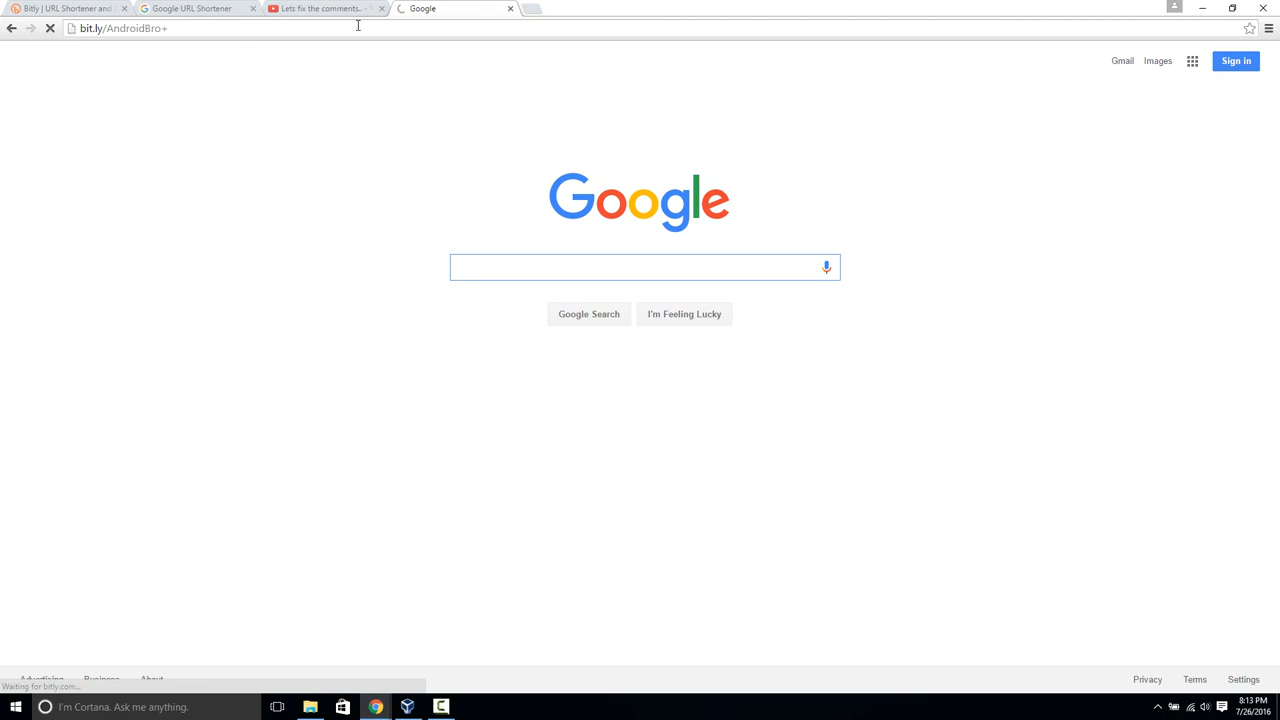 Bitly | URL Shortener and
Google URL Shortener
Lets fix the comments.. -
Google
bit.ly/AndroidBro+
Gmail
Images
Sign in
Google
Google Search
I'm Feeling Lucky
Advertising
Business
About
Privacy
Terms
Settings
Waiting for bitly.com...
I'm Cortana. Ask me anything.
8:13 PM
7/26/2016